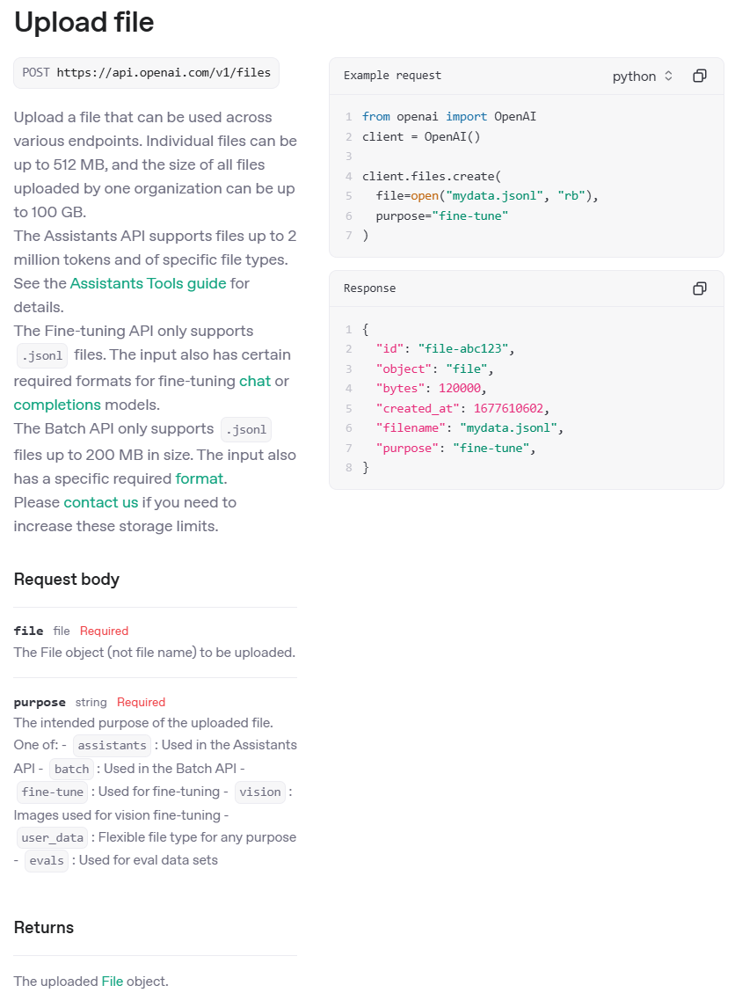 Upload file
POST https://api.openai.com/v1/files
Upload a file that can be used across
various endpoints. Individual files can be
up to 512 MB, and the size of all files
uploaded by one organization can be up
to 100 GB.
The Assistants API supports files up to 2
million tokens and of specific file types.
See the Assistants Tools guide for
details.
The Fine-tuning API only supports
.jsonl files. The input also has certain
required formats for fine-tuning chat or
completions models.
The Batch API only supports .jsonl
files up to 200 MB in size. The input also
has a specific required format.
Please contact us if you need to
increase these storage limits.
Request body
file file Required
The File object (not file name) to be uploaded.
purpose string Required
The intended purpose of the uploaded file.
One of: - assistants : Used in the Assistants
API - batch : Used in the Batch API -
fine-tune : Used for fine-tuning - vision :
Images used for vision fine-tuning -
user_data : Flexible file type for any purpose
- evals : Used for eval data sets
Returns
The uploaded File object.
Example request python
1 from openai import OpenAI
2 client = OpenAI()
3
4 client.files.create(
5   file=open("mydata.jsonl", "rb"),
6   purpose="fine-tune"
7 )
Response
1 {
2   "id": "file-abc123",
3   "object": "file",
4   "bytes": 120000,
5   "created_at": 1677610602,
6   "filename": "mydata.jsonl",
7   "purpose": "fine-tune",
8 }